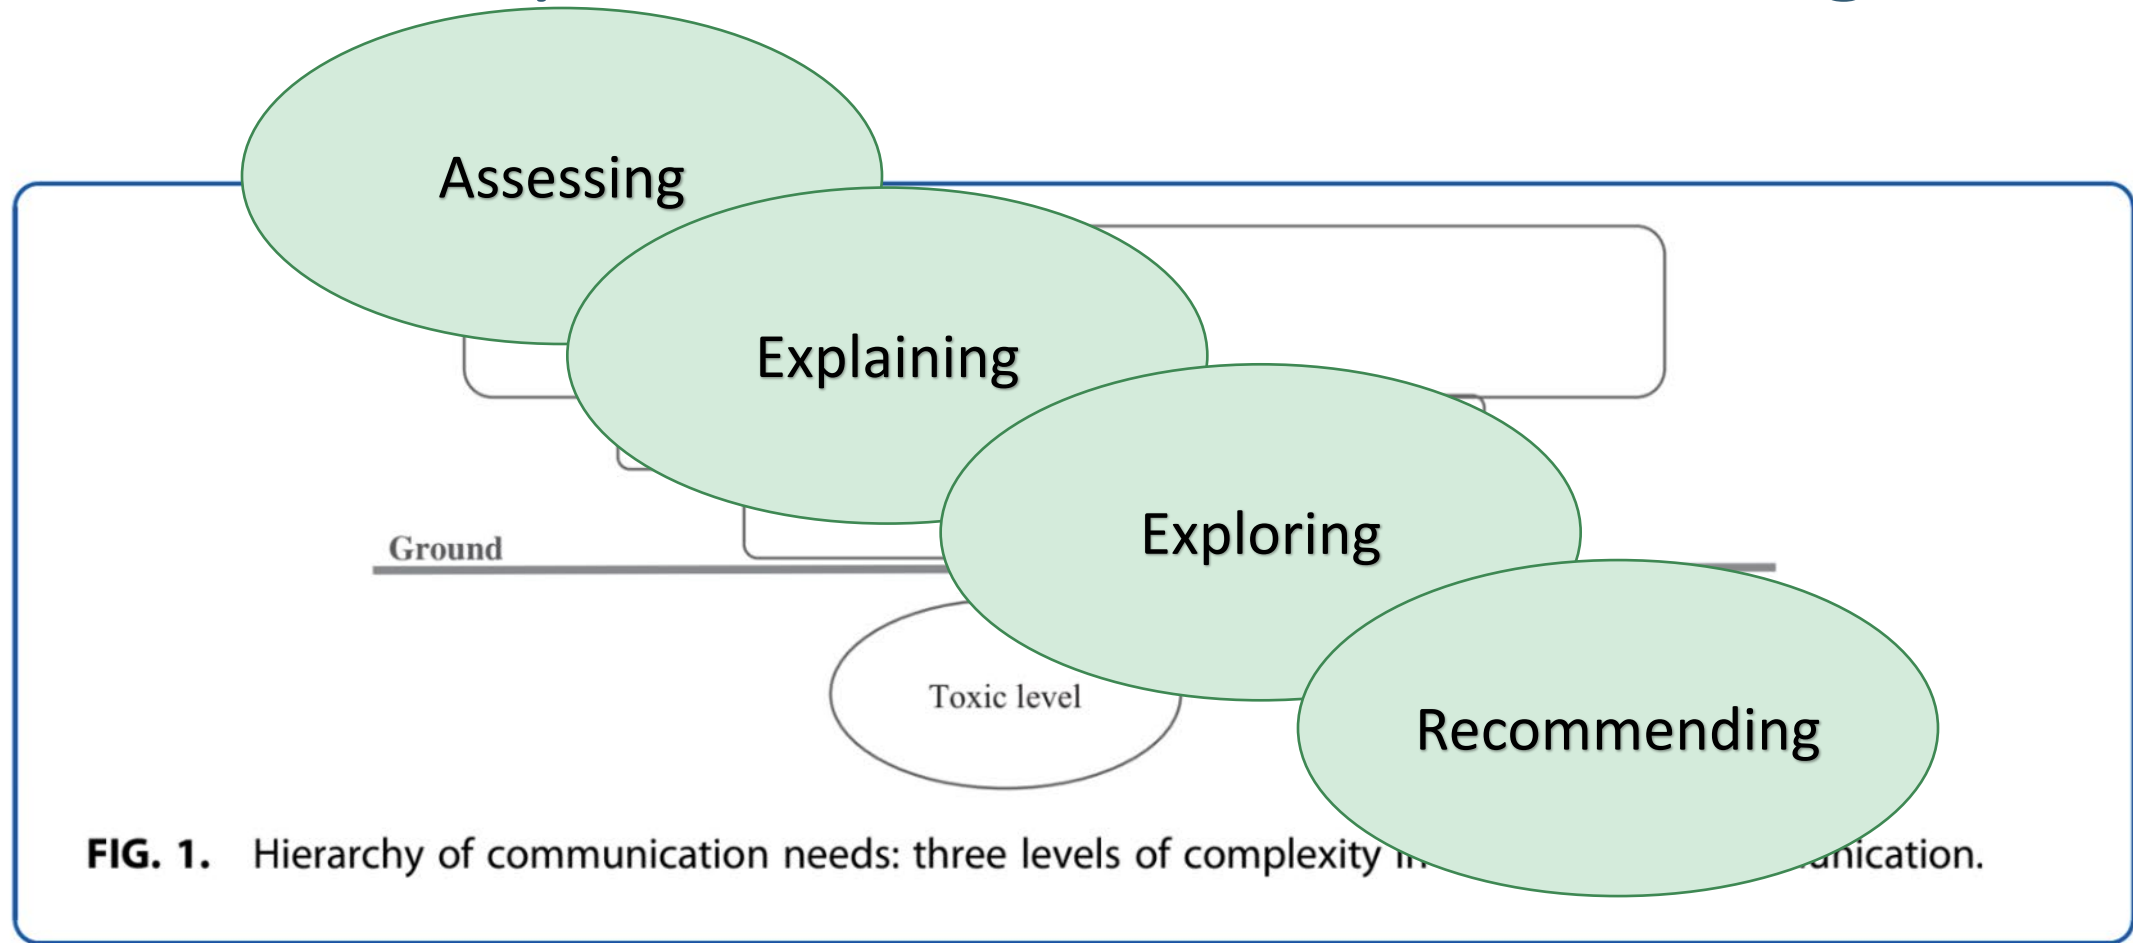 Assessing
Explaining
Exploring
Ground
Toxic level
Recommending
FIG. 1. Hierarchy of communication needs: three levels of complexity